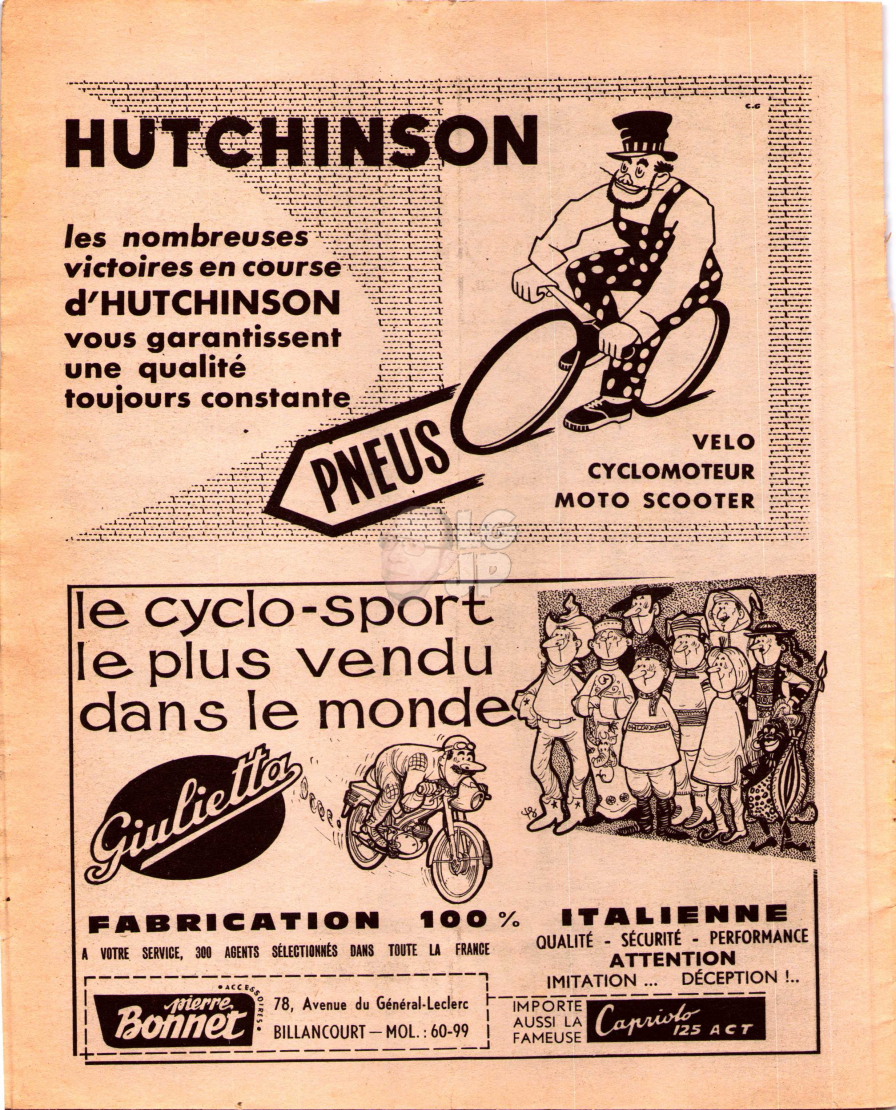 C.G
HUTCHINSON
les nombreuses
victoires en course
d'HUTCHINSON
vous garantissent
une qualité
toujours constante
PNEUS
VELO
CYCLOMOTEUR
MOTO SCOOTER
LG
JP
le cyclo-sport
le plus vendu
dans le monde
Giulietta
FABRICATION 100 % ITALIENNE
A VOTRE SERVICE, 300 AGENTS SÉLECTIONNÉS DANS TOUTE LA FRANCE
QUALITÉ - SÉCURITÉ - PERFORMANCE
ATTENTION
IMITATION ... DÉCEPTION !..
ACCESSOIRES
pierre
Bonnet
78, Avenue du Général-Leclerc
BILLANCOURT — MOL. : 60-99
IMPORTE
AUSSI LA
FAMEUSE
Capriolo
125 ACT